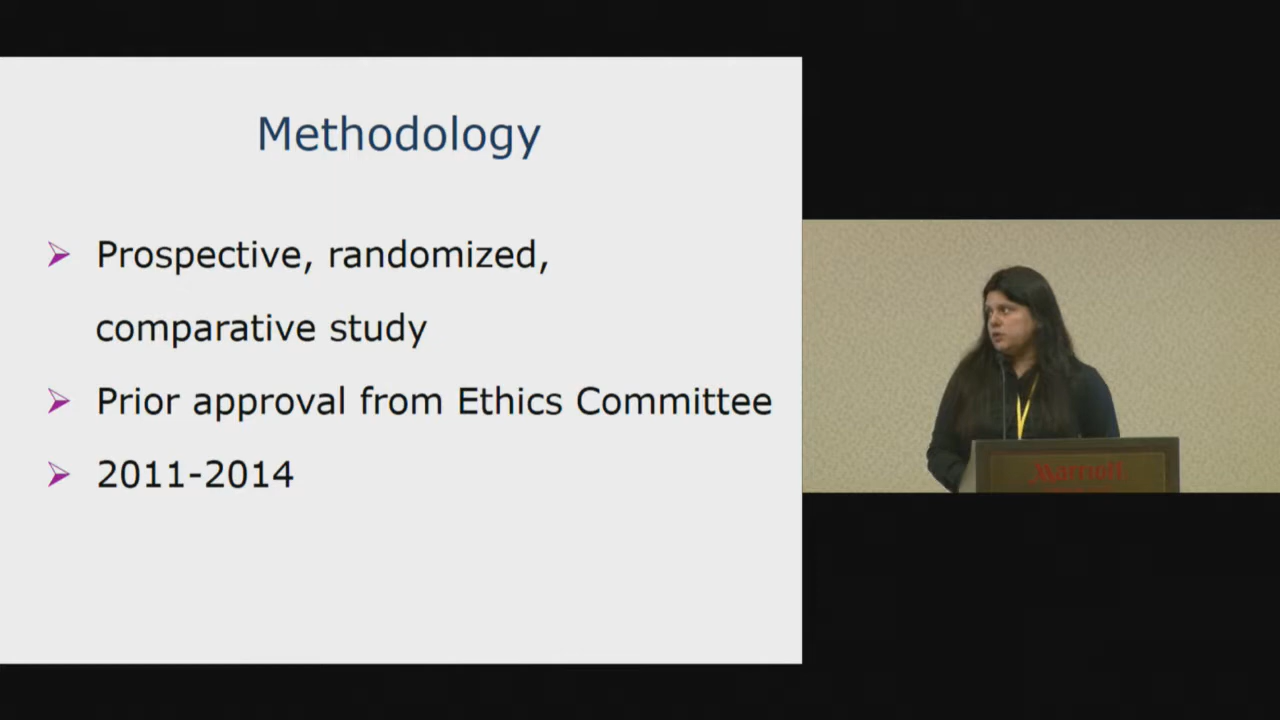 Methodology
Prospective, randomized,
comparative study
Prior approval from Ethics Committee
2011-2014
Marriott